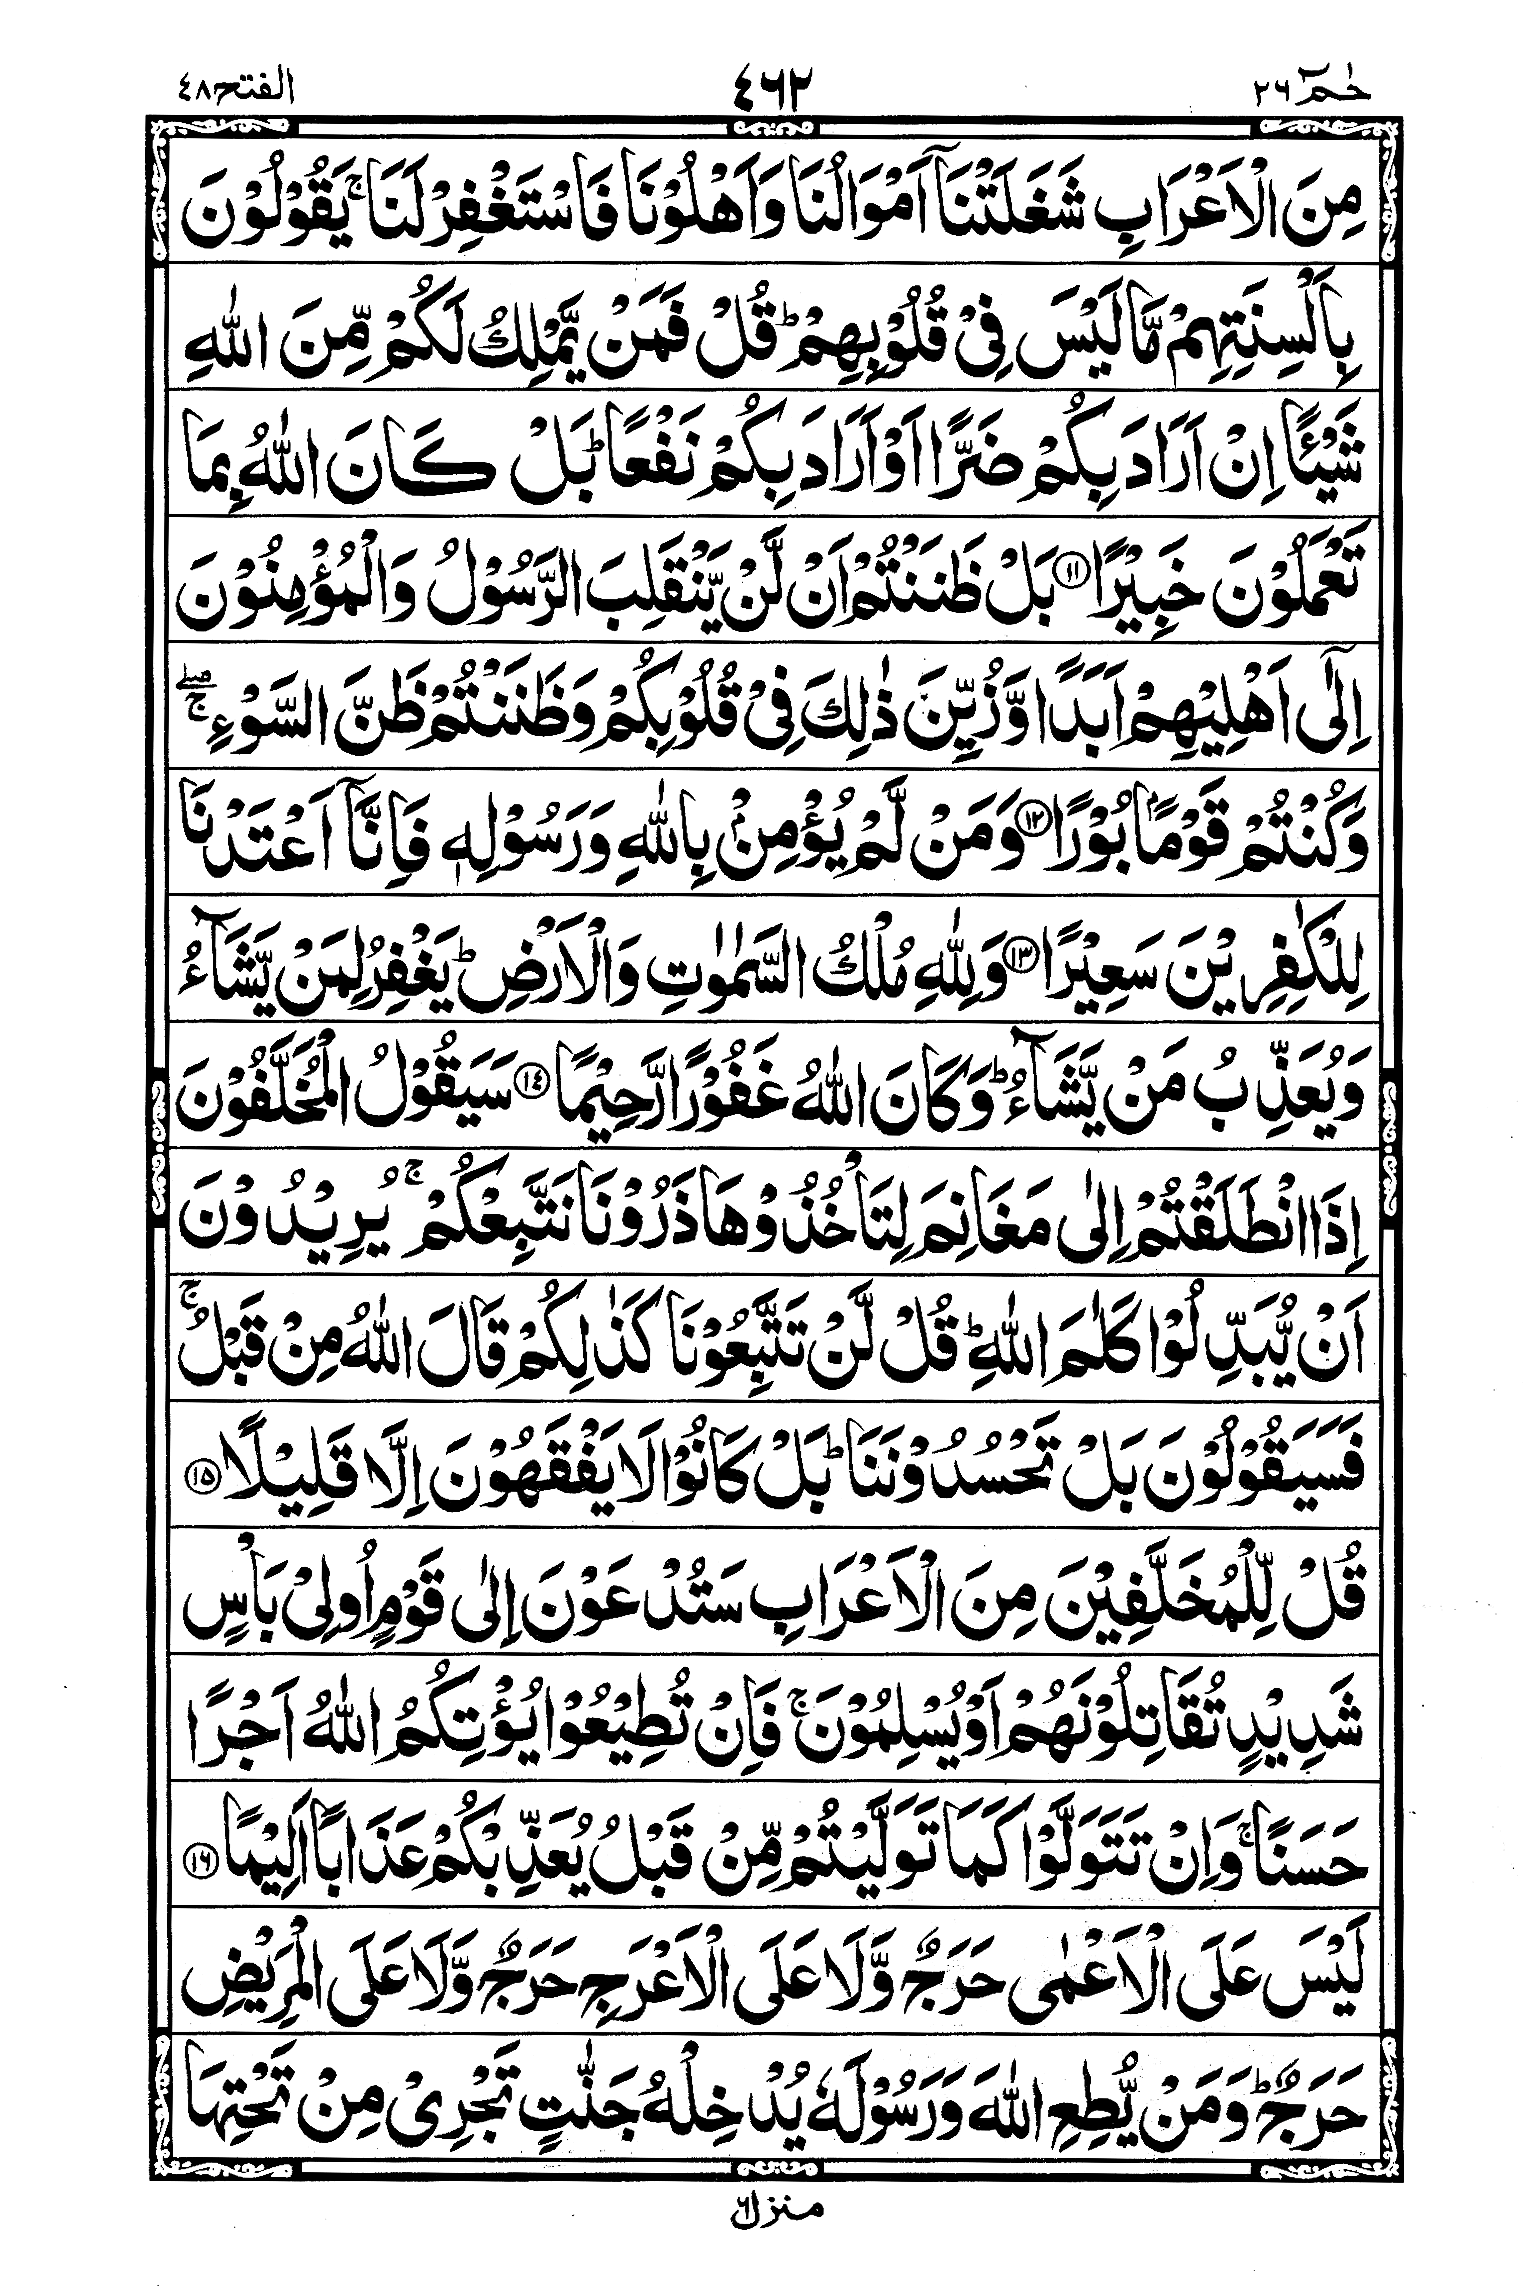 حٰمٓ ٢٦ ٤٦٢ الفتح ٤٨
مِنَ الْاَعْرَابِ شَغَلَتْنَاۤ اَمْوَالُنَا وَاَهْلُوْنَا فَاسْتَغْفِرْ لَنَا ۚ يَقُوْلُوْنَ
بِاَلْسِنَتِهِمْ مَّا لَيْسَ فِىْ قُلُوْبِهِمْ ؕ قُلْ فَمَنْ يَّمْلِكُ لَكُمْ مِّنَ اللّٰهِ
شَيْـًٔا اِنْ اَرَادَ بِكُمْ ضَرًّا اَوْ اَرَادَ بِكُمْ نَفْعًا ؕ بَلْ كَانَ اللّٰهُ بِمَا
تَعْمَلُوْنَ خَبِيْرًا ﴿١١﴾ بَلْ ظَنَنْتُمْ اَنْ لَّنْ يَّنْقَلِبَ الرَّسُوْلُ وَالْمُؤْمِنُوْنَ
اِلٰٓى اَهْلِيْهِمْ اَبَدًا وَّزُيِّنَ ذٰلِكَ فِىْ قُلُوْبِكُمْ وَظَنَنْتُمْ ظَنَّ السَّوْءِ ۖۚ
وَكُنْتُمْ قَوْمًاۢ بُوْرًا ﴿١٢﴾ وَمَنْ لَّمْ يُؤْمِنْۢ بِاللّٰهِ وَرَسُوْلِهٖ فَاِنَّاۤ اَعْتَدْنَا
لِلْكٰفِرِيْنَ سَعِيْرًا ﴿١٣﴾ وَلِلّٰهِ مُلْكُ السَّمٰوٰتِ وَالْاَرْضِ ؕ يَغْفِرُ لِمَنْ يَّشَآءُ
وَيُعَذِّبُ مَنْ يَّشَآءُ ؕ وَكَانَ اللّٰهُ غَفُوْرًا رَّحِيْمًا ﴿١٤﴾ سَيَقُوْلُ الْمُخَلَّفُوْنَ
اِذَا انْطَلَقْتُمْ اِلٰى مَغَانِمَ لِتَاْخُذُوْهَا ذَرُوْنَا نَتَّبِعْكُمْ ۚ يُرِيْدُوْنَ
اَنْ يُّبَدِّلُوْا كَلٰمَ اللّٰهِ ؕ قُلْ لَّنْ تَتَّبِعُوْنَا كَذٰلِكُمْ قَالَ اللّٰهُ مِنْ قَبْلُ ۚ
فَسَيَقُوْلُوْنَ بَلْ تَحْسُدُوْنَنَا ؕ بَلْ كَانُوْا لَا يَفْقَهُوْنَ اِلَّا قَلِيْلًا ﴿١٥﴾
قُلْ لِّلْمُخَلَّفِيْنَ مِنَ الْاَعْرَابِ سَتُدْعَوْنَ اِلٰى قَوْمٍ اُولِىْ بَاْسٍ
شَدِيْدٍ تُقَاتِلُوْنَهُمْ اَوْ يُسْلِمُوْنَ ۚ فَاِنْ تُطِيْعُوْا يُؤْتِكُمُ اللّٰهُ اَجْرًا
حَسَنًا ۚ وَاِنْ تَتَوَلَّوْا كَمَا تَوَلَّيْتُمْ مِّنْ قَبْلُ يُعَذِّبْكُمْ عَذَابًا اَلِيْمًا ﴿١٦﴾
لَيْسَ عَلَى الْاَعْمٰى حَرَجٌ وَّلَا عَلَى الْاَعْرَجِ حَرَجٌ وَّلَا عَلَى الْمَرِيْضِ
حَرَجٌ ؕ وَمَنْ يُّطِعِ اللّٰهَ وَرَسُوْلَهٗ يُدْخِلْهُ جَنّٰتٍ تَجْرِىْ مِنْ تَحْتِهَا
منزل ٦